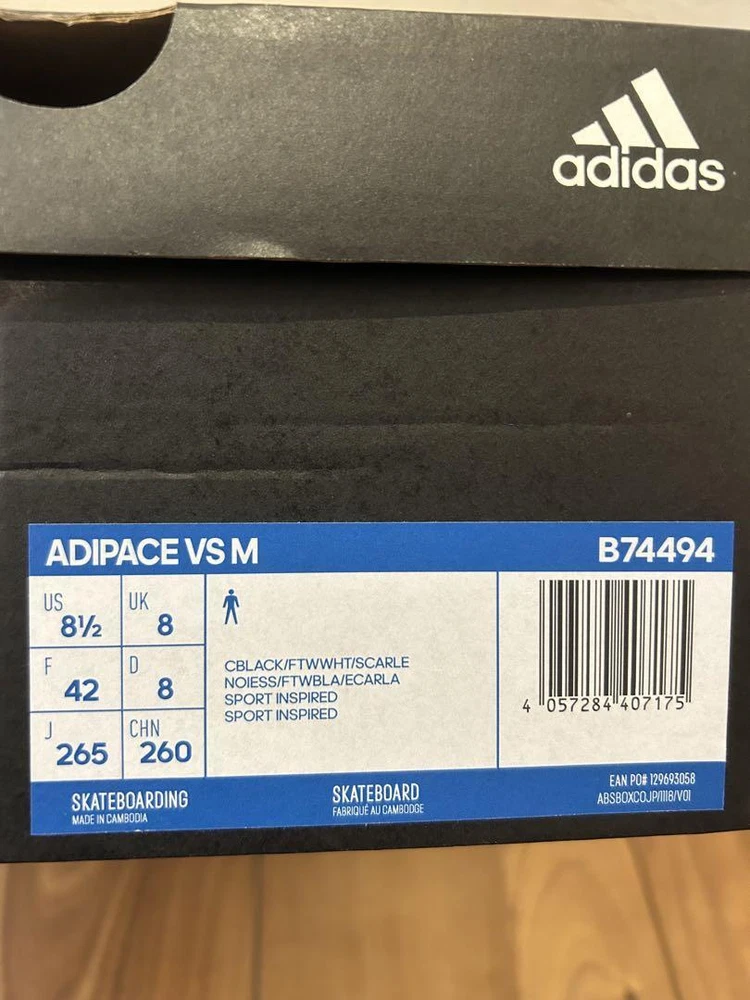 adidas
ADIPACE VS M
B74494
US
8½
UK
8
F
42
D
8
J
265
CHN
260
CBLACK/FTWWHT/SCARLE
NOIESS/FTWBLA/ECARLA
SPORT INSPIRED
SPORT INSPIRED
4 057284 407175
SKATEBOARDING
MADE IN CAMBODIA
SKATEBOARD
FABRIQUÉ AU CAMBODGE
EAN PO# 129693058
ABSBOXCOJP/1118/V01